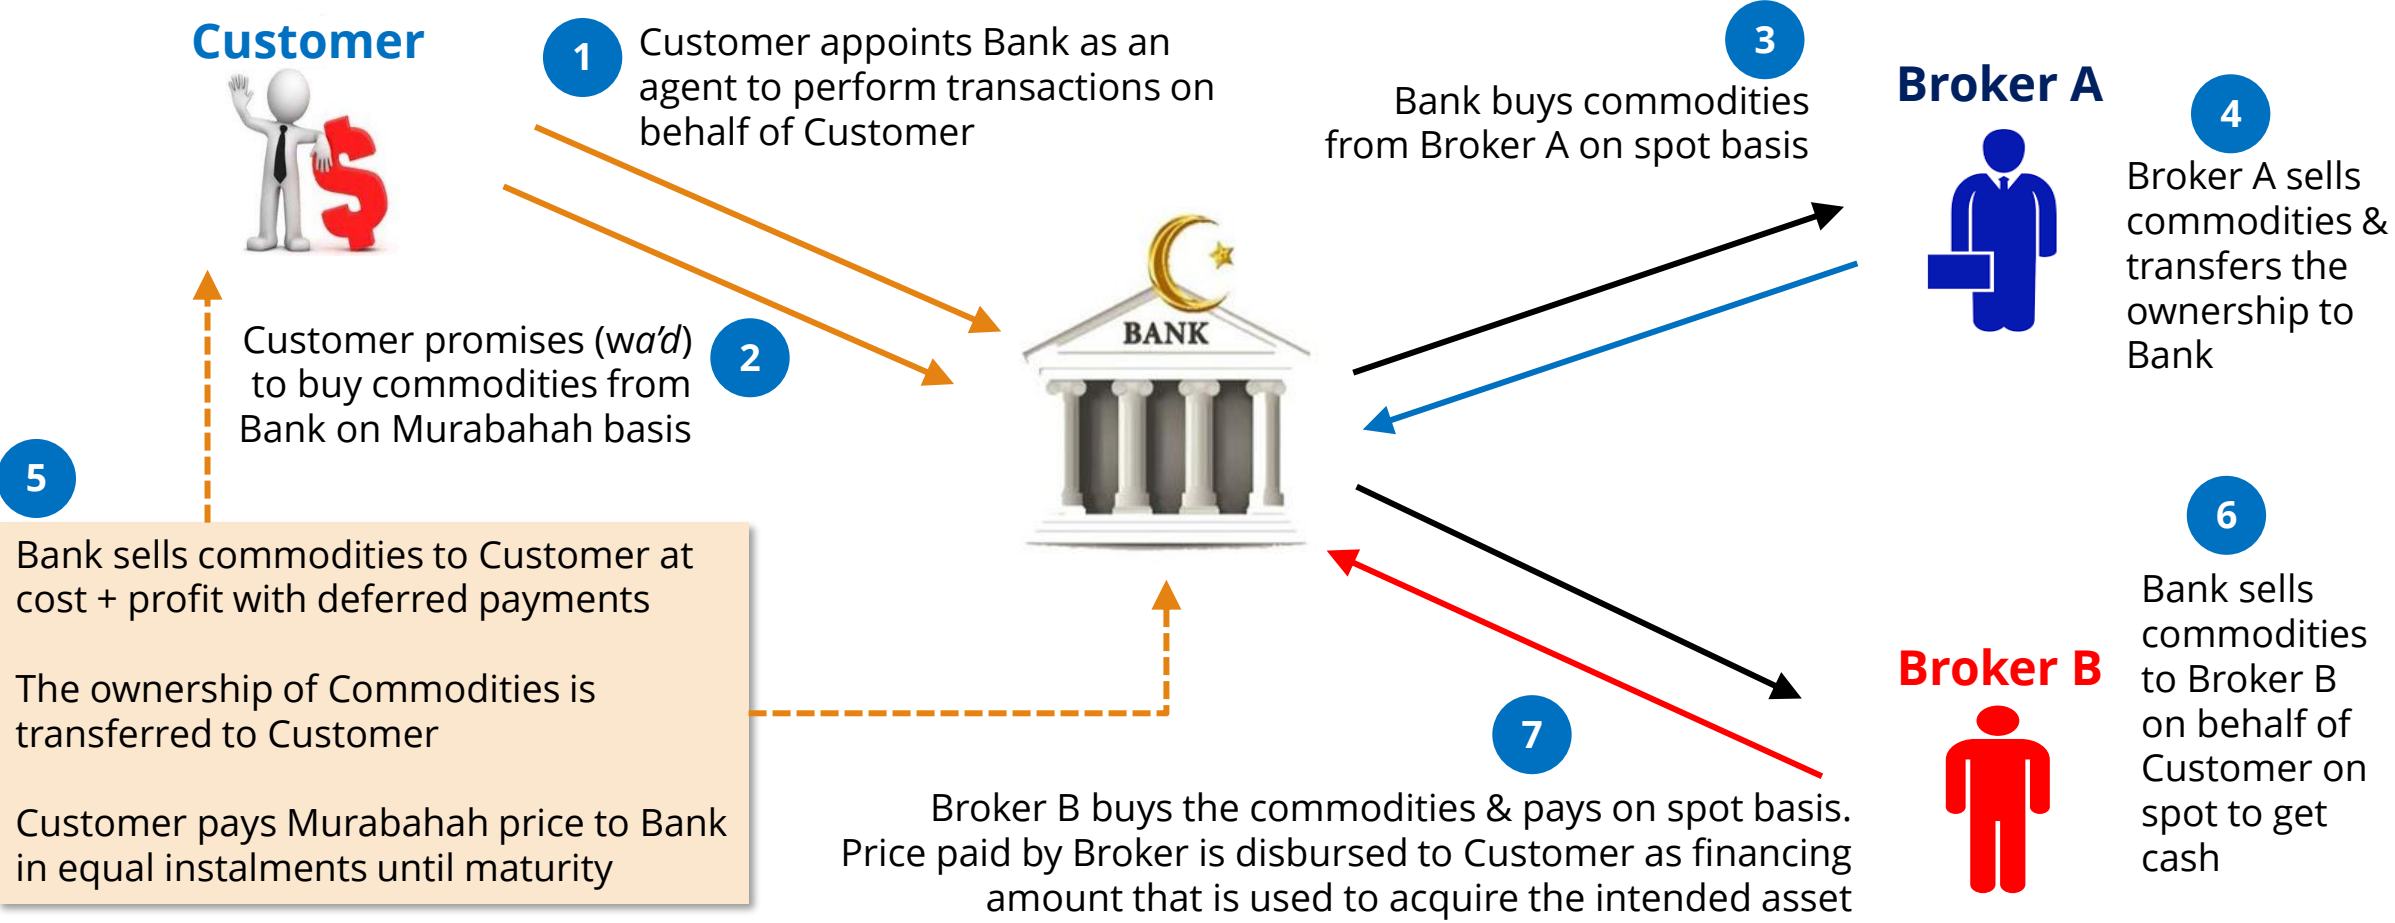 Customer
1
Customer appoints Bank as an
agent to perform transactions on
behalf of Customer
3
Bank buys commodities
from Broker A on spot basis
Broker A
4
Broker A sells
commodities &
transfers the
ownership to
Bank
BANK
Customer promises (wa’d)
to buy commodities from
Bank on Murabahah basis
2
5
Bank sells commodities to Customer at
cost + profit with deferred payments
The ownership of Commodities is
transferred to Customer
Customer pays Murabahah price to Bank
in equal instalments until maturity
6
Bank sells
commodities
to Broker B
on behalf of
Customer on
spot to get
cash
Broker B
7
Broker B buys the commodities & pays on spot basis.
Price paid by Broker is disbursed to Customer as financing
amount that is used to acquire the intended asset